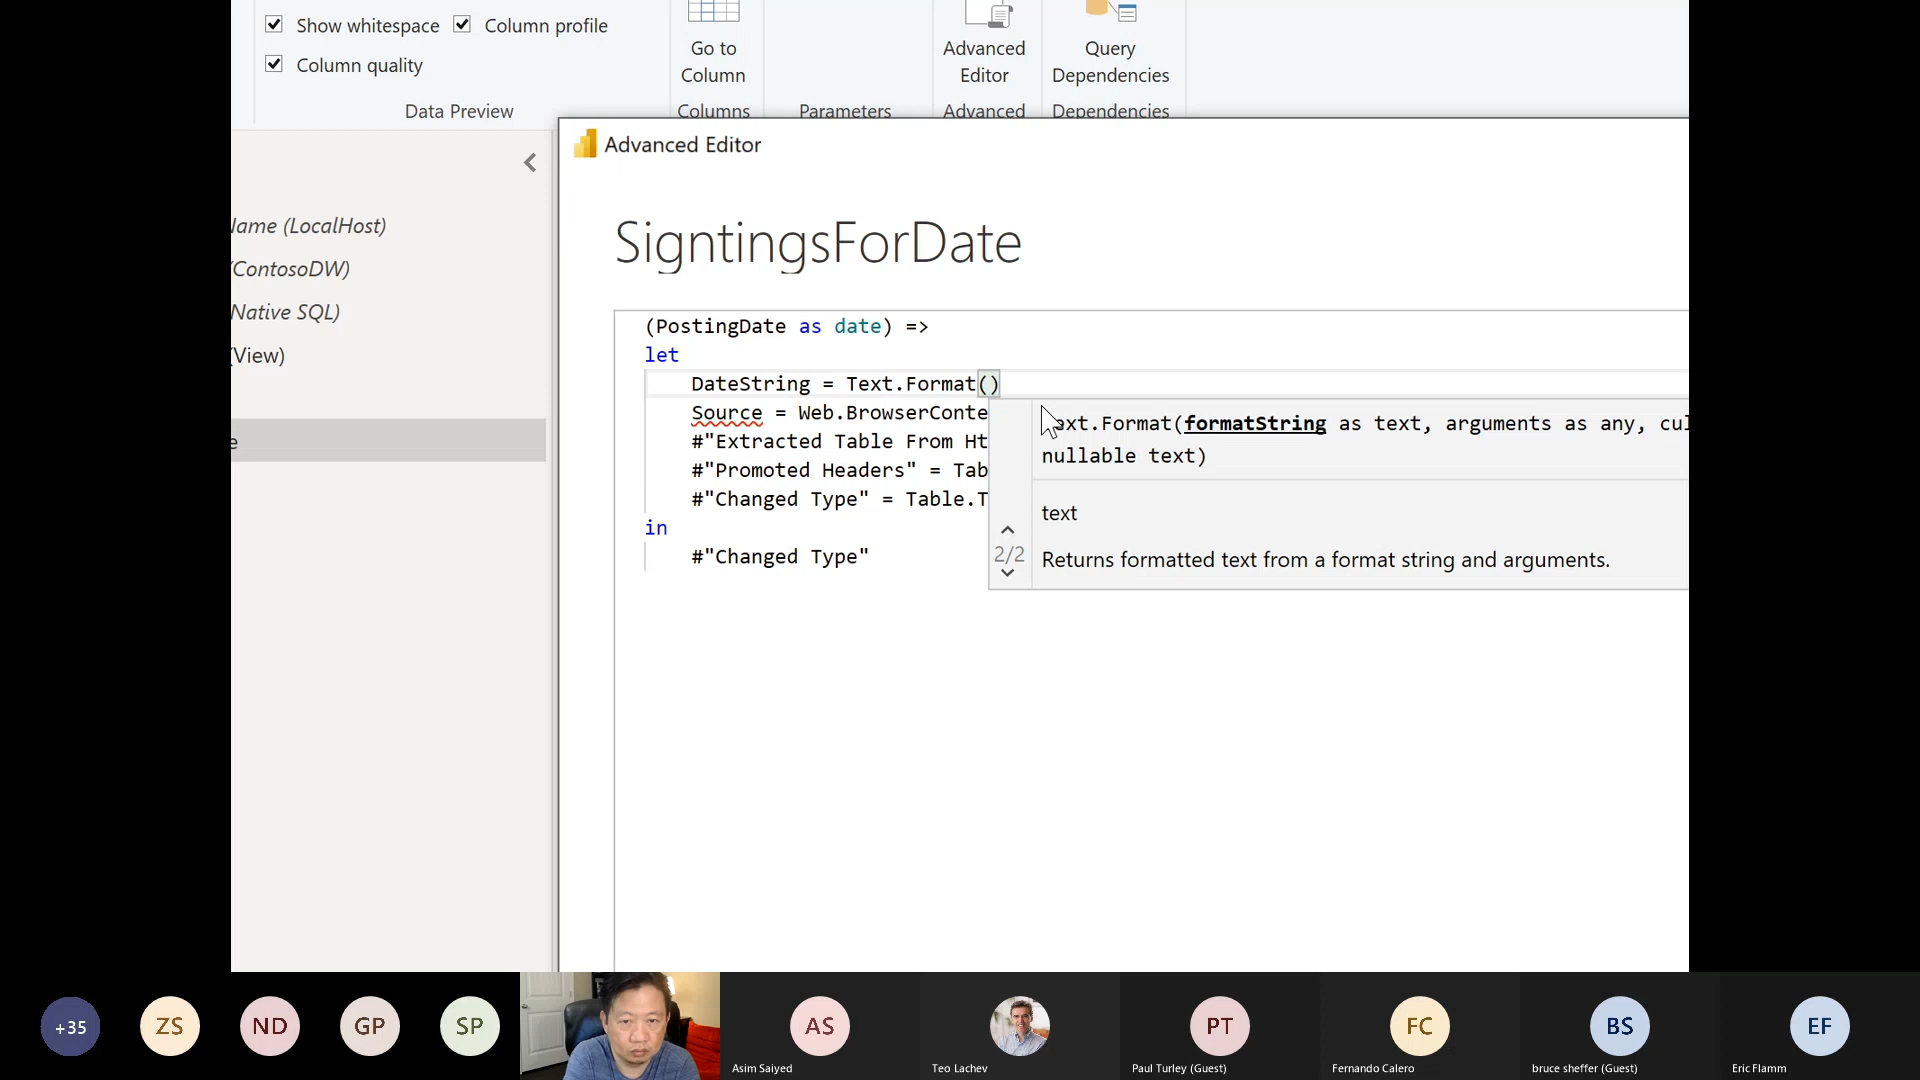 Show whitespace
Column profile
Column quality
Go to
Column
Advanced
Editor
Query
Dependencies
Data Preview
Columns
Parameters
Advanced
Dependencies
Advanced Editor
(LocalHost)
(ContosoDW)
Native SQL)
(View)
e
SigntingsForDate
(PostingDate as date) =>
let
DateString = Text.Format()
Source = Web.BrowserConte
#"Extracted Table From Ht
#"Promoted Headers" = Tab
#"Changed Type" = Table.T
in
#"Changed Type"
ext.Format(formatString as text, arguments as any, cul
nullable text)
text
2/2
Returns formatted text from a format string and arguments.
+35
ZS
ND
GP
SP
AS
PT
FC
BS
EF
Asim Saiyed
Teo Lachev
Paul Turley (Guest)
Fernando Calero
bruce sheffer (Guest)
Eric Flamm